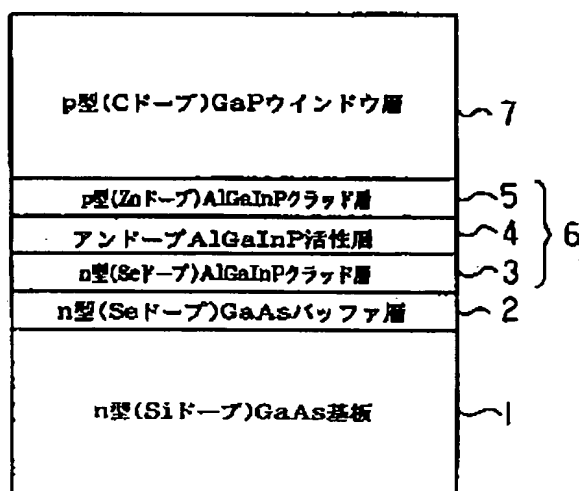 p型(Cドープ)GaPウインドウ層 7
p型(Znドープ)AlGaInPクラッド層 5
アンドープAlGaInP活性層 4
6
n型(Seドープ)AlGaInPクラッド層 3
n型(Seドープ)GaAsバッファ層 2
n型(Siドープ)GaAs基板 1